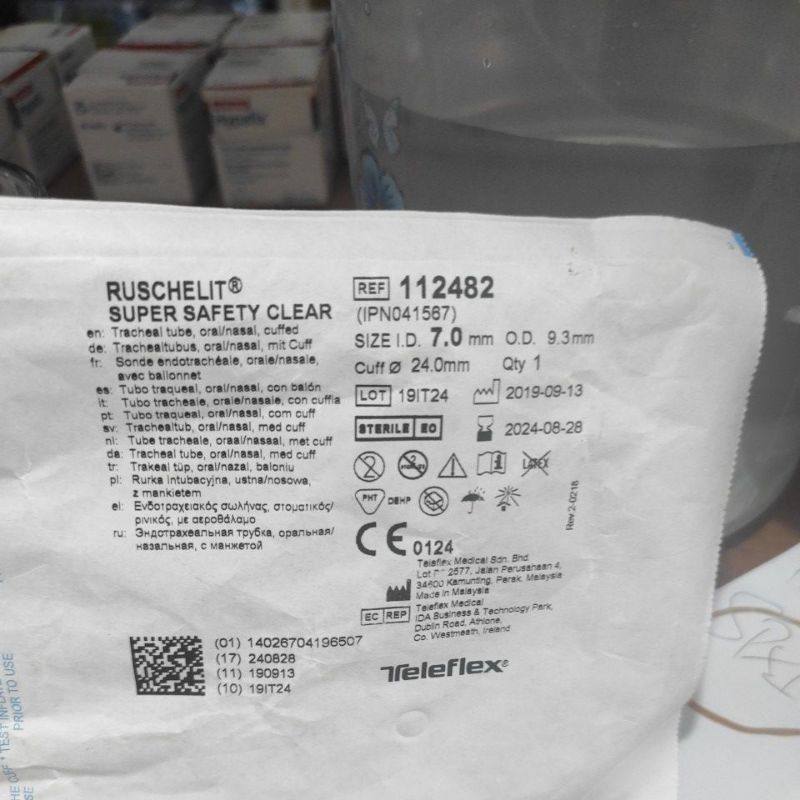 RUSCHELIT®
SUPER SAFETY CLEAR
en: Tracheal tube, oral/nasal, cuffed
de: Trachealtubus, oral/nasal, mit Cuff
fr: Sonde endotrachéale, orale/nasale,
avec ballonnet
es: Tubo traqueal, oral/nasal, con balón
it: Tubo tracheale, orale/nasale, con cuffia
pt: Tubo traqueal, oral/nasal, com cuff
sv: Trachealtub, oral/nasal, med cuff
nl: Tube tracheale, oraal/nasaal, met cuff
da: Tracheal tube, oral/nasal, med cuff
tr: Trakeal tüp, oral/nazal, balonlu
pl: Rurka intubacyjna, ustna/nosowa,
z mankietem
el: Ενδοτραχειακός σωλήνας, στοματικός/
ρινικός, με αεροθάλαμο
ru: Эндотрахеальная трубка, оральная/
назальная, с манжетой
REF 112482
(IPN041567)
SIZE I.D. 7.0 mm O.D. 9.3mm
Cuff Ø 24.0mm Qty 1
LOT 19IT24 2019-09-13
STERILE EO 2024-08-28
2 LATEX
PHT DEHP
Rev.2-0218
CE 0124
Teleflex Medical Sdn. Bhd.
Lot 2577, Jalan Perusahaan 4,
34600 Kamunting, Perak, Malaysia
Made in Malaysia
EC REP Teleflex Medical
IDA Business & Technology Park,
Dublin Road, Athlone,
Co. Westmeath, Ireland
(01) 14026704196507
(17) 240828
(11) 190913
(10) 19IT24
Teleflex®
TEST INFLATE
PRIOR TO USE